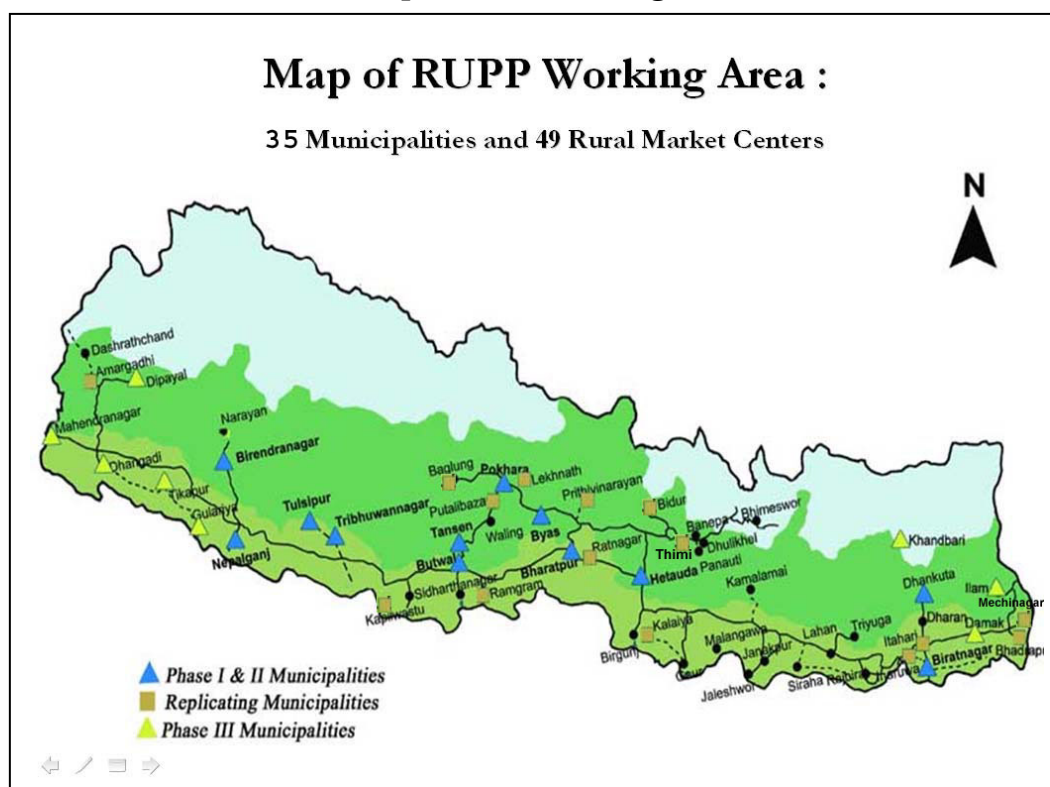 Map of RUPP Working Area :
35 Municipalities and 49 Rural Market Centers
N
Dashrathchand
Amargadhi
Dipayal
Mahendranagar
Narayan
Dhangadi
Birendranagar
Tikapur
Gulariya
Nepalganj
Tulsipur
Tribhuwannagar
Baglung
Pokhara
Lekhnath
Putalibaza
Prithivinarayan
Bidur
Tansen
Waling
Byas
Banepa
Bhimeswor
Thimi
Dhulikhel
Panauti
Khandbari
Butwal
Bharatpur
Ratnagar
Hetauda
Kamalamai
Dhankuta
Ilam
Mechinagar
Sidharthanagar
Ramgram
Kapilwastu
Kalaiya
Birgunj
Malangawa
Lahan
Triyuga
Dharan
Itahari
Damak
Gaur
Janakpur
Jaleshwor
Siraha
Rajbiraj
Biratnagar
Phase I & II Municipalities
Replicating Municipalities
Phase III Municipalities